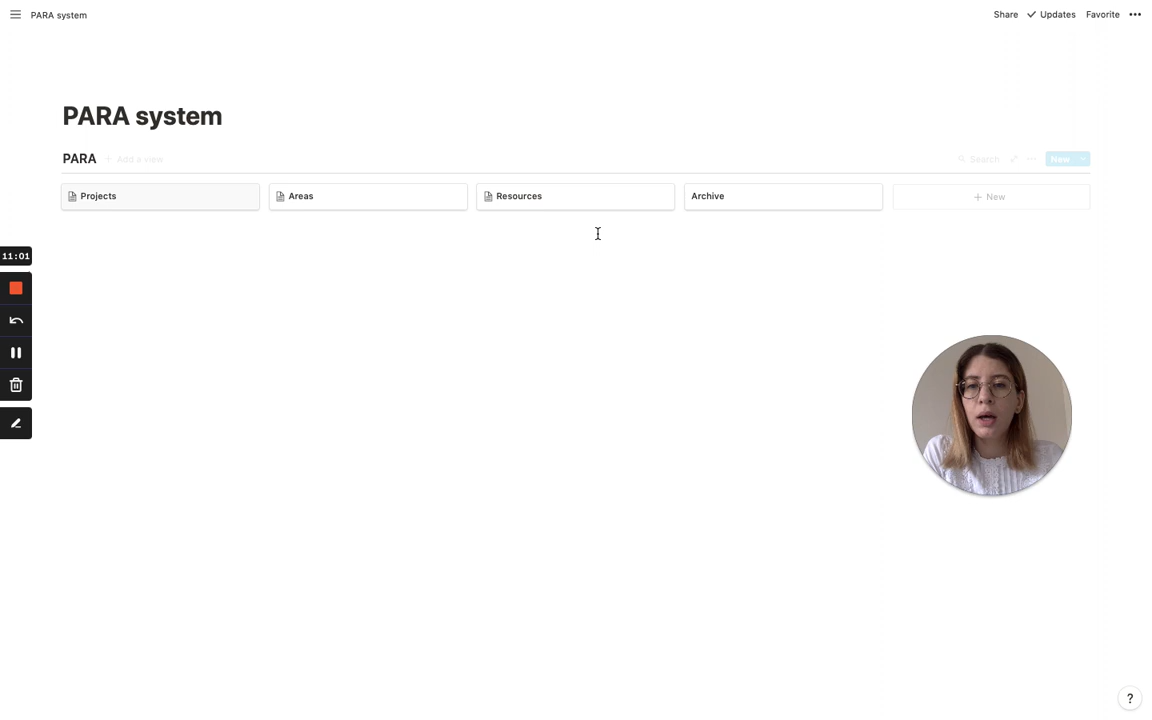 PARA system
Share Updates Favorite
PARA system
PARA + Add a view
Search New
Projects
Areas
Resources
Archive
+ New
11:01
?